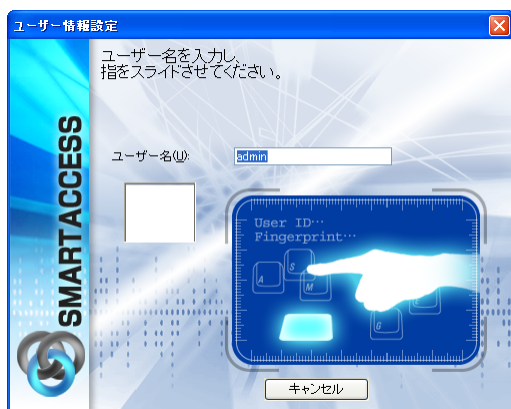 ユーザー情報設定
ユーザー名を入力し、
指をスライドさせてください。
SMARTACCESS
ユーザー名(U):
admin
User ID…
Fingerprint…
S
A
M
G
キャンセル